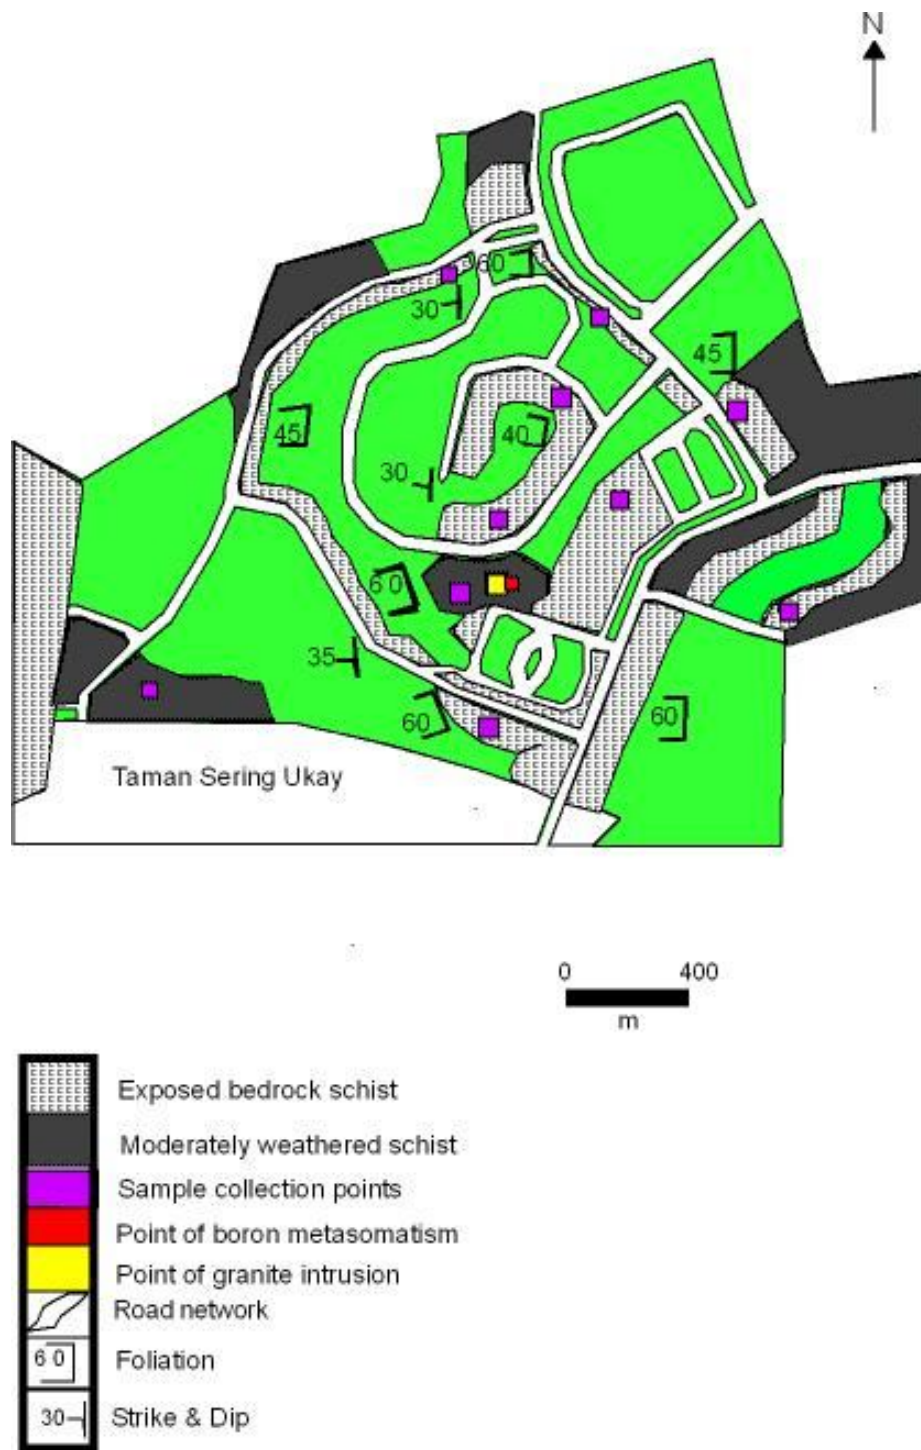 N
60
30
45
45
40
30
60
35
60
60
Taman Sering Ukay
0 400
m
Exposed bedrock schist
Moderately weathered schist
Sample collection points
Point of boron metasomatism
Point of granite intrusion
Road network
6 0 Foliation
30 Strike & Dip